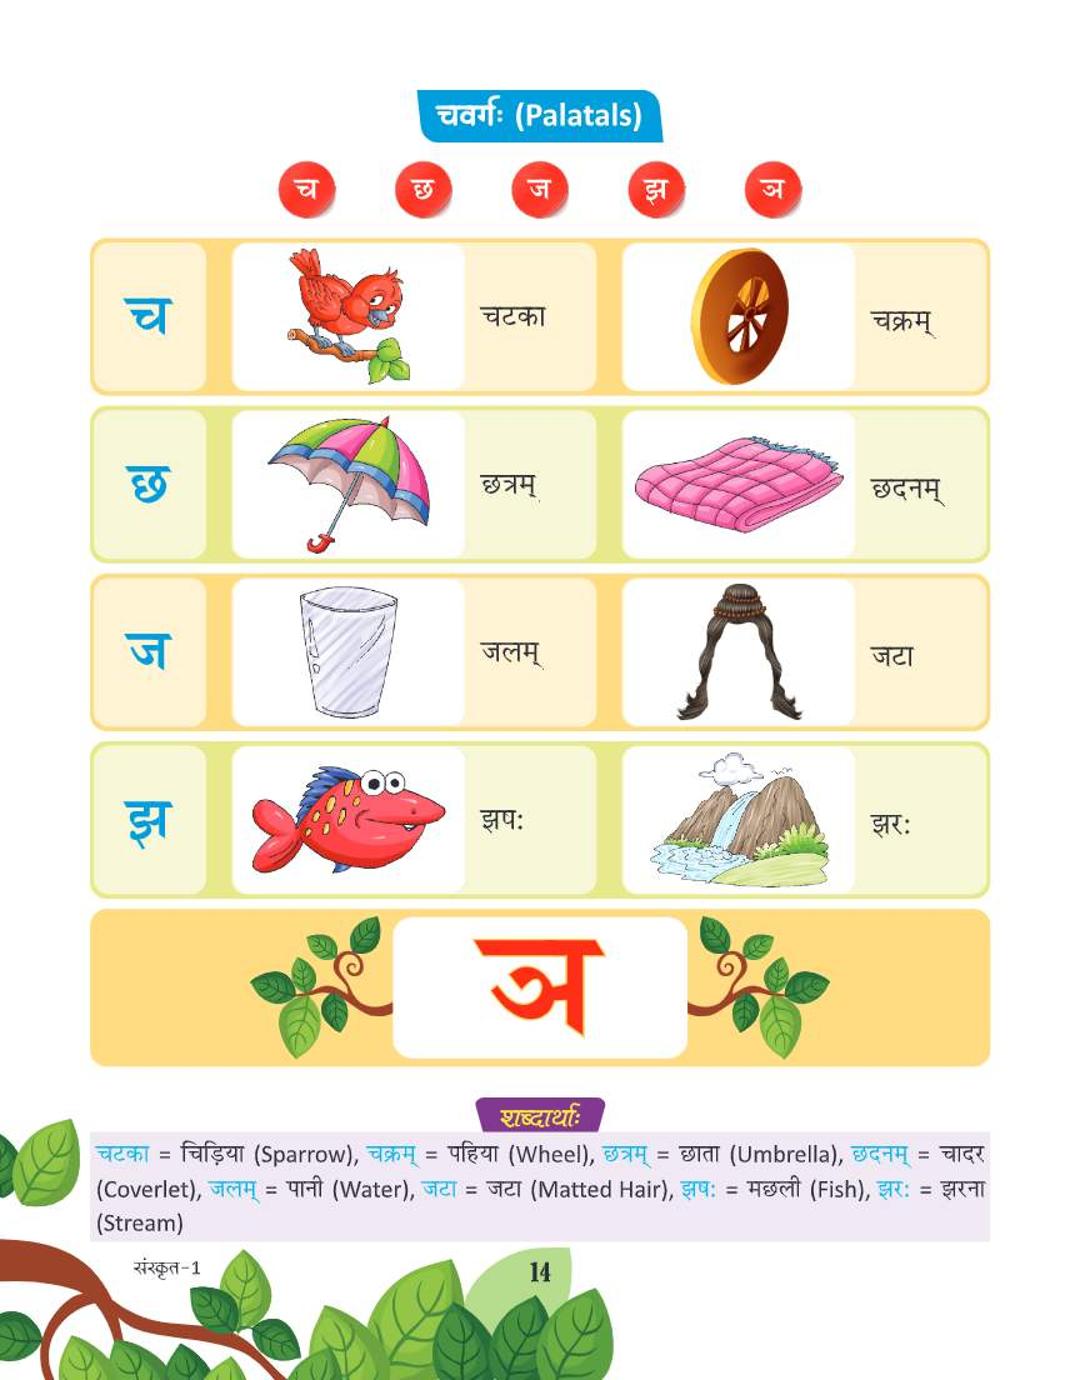 चवर्गः (Palatals)
च छ ज झ ञ
च चटका चक्रम्
छ छत्रम् छदनम्
ज जलम् जटा
झ झष: झर:
ञ
शब्दार्थाः
चटका = चिड़िया (Sparrow), चक्रम् = पहिया (Wheel), छत्रम् = छाता (Umbrella), छदनम् = चादर
(Coverlet), जलम् = पानी (Water), जटा = जटा (Matted Hair), झष: = मछली (Fish), झर: = झरना
(Stream)
संस्कृत-1
14